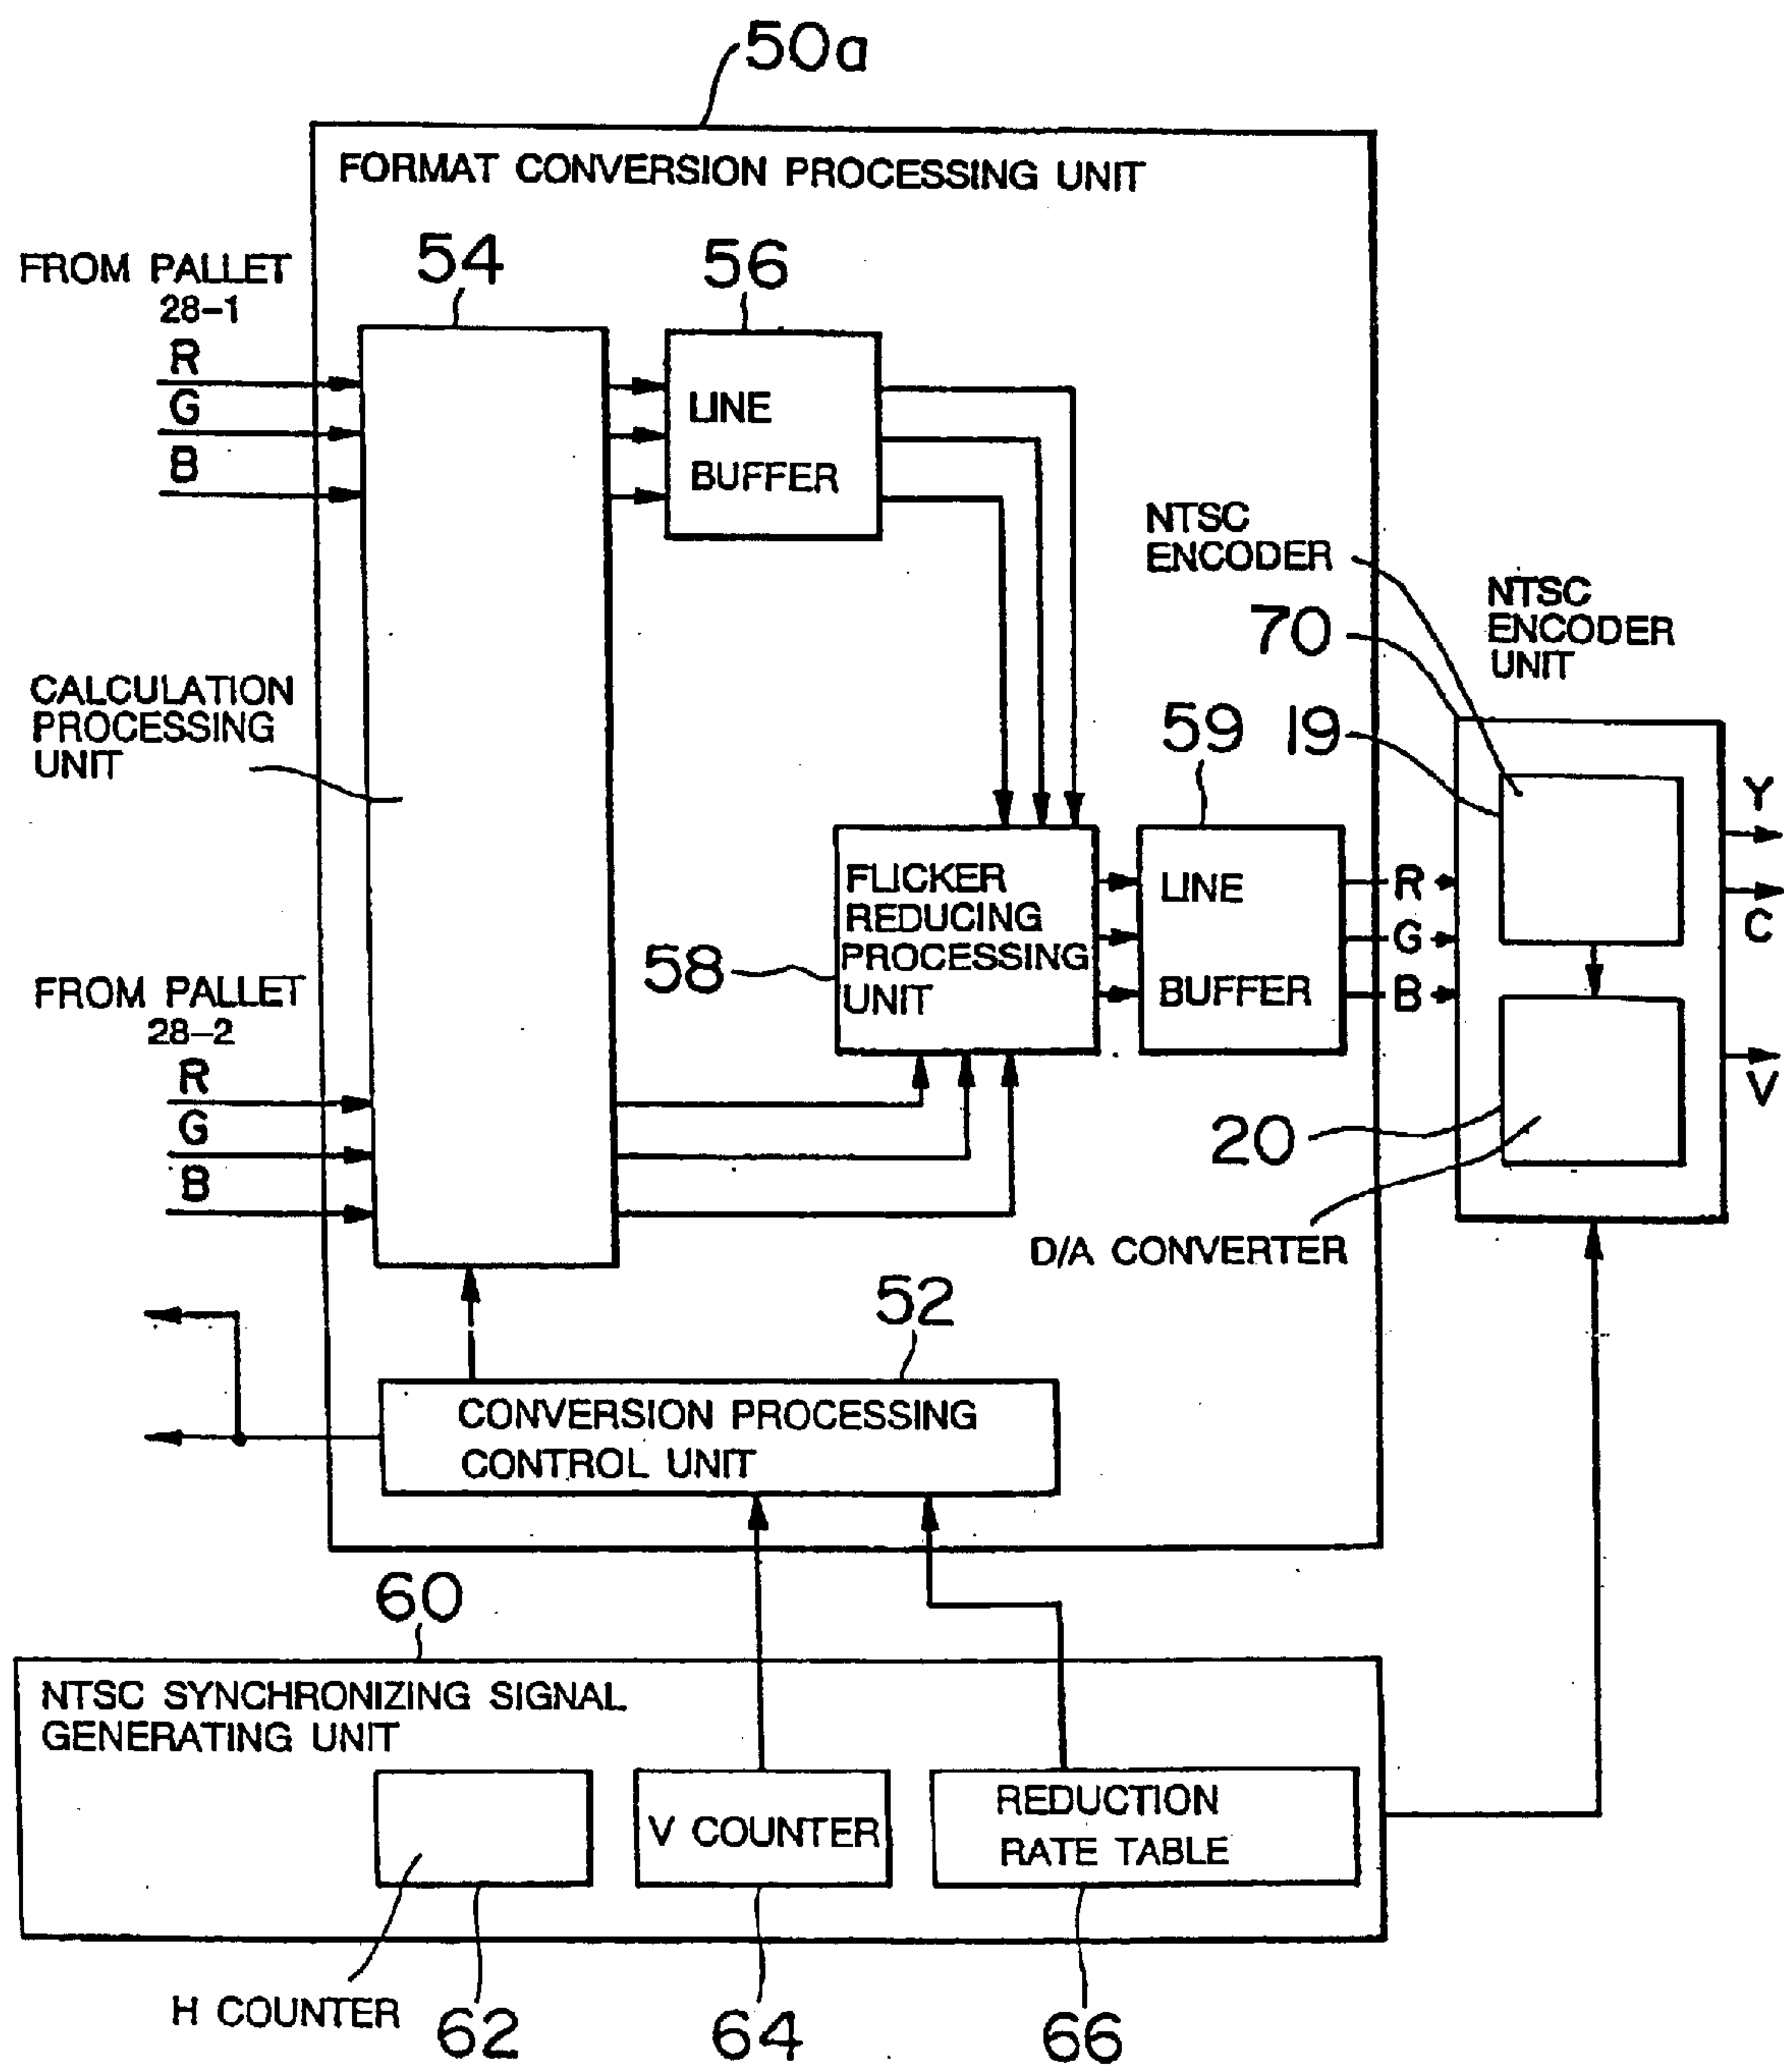 50a
FORMAT CONVERSION PROCESSING UNIT
FROM PALLET
28-1
R
G
B
54
56
LINE
BUFFER
NTSC
ENCODER
70
NTSC
ENCODER
UNIT
CALCULATION
PROCESSING
UNIT
59
19
Y
C
V
FLICKER
REDUCING
PROCESSING
UNIT
58
LINE
BUFFER
R
G
B
FROM PALLET
28-2
R
G
B
20
D/A CONVERTER
52
CONVERSION PROCESSING
CONTROL UNIT
60
NTSC SYNCHRONIZING SIGNAL
GENERATING UNIT
V COUNTER
REDUCTION
RATE TABLE
H COUNTER
62
64
66